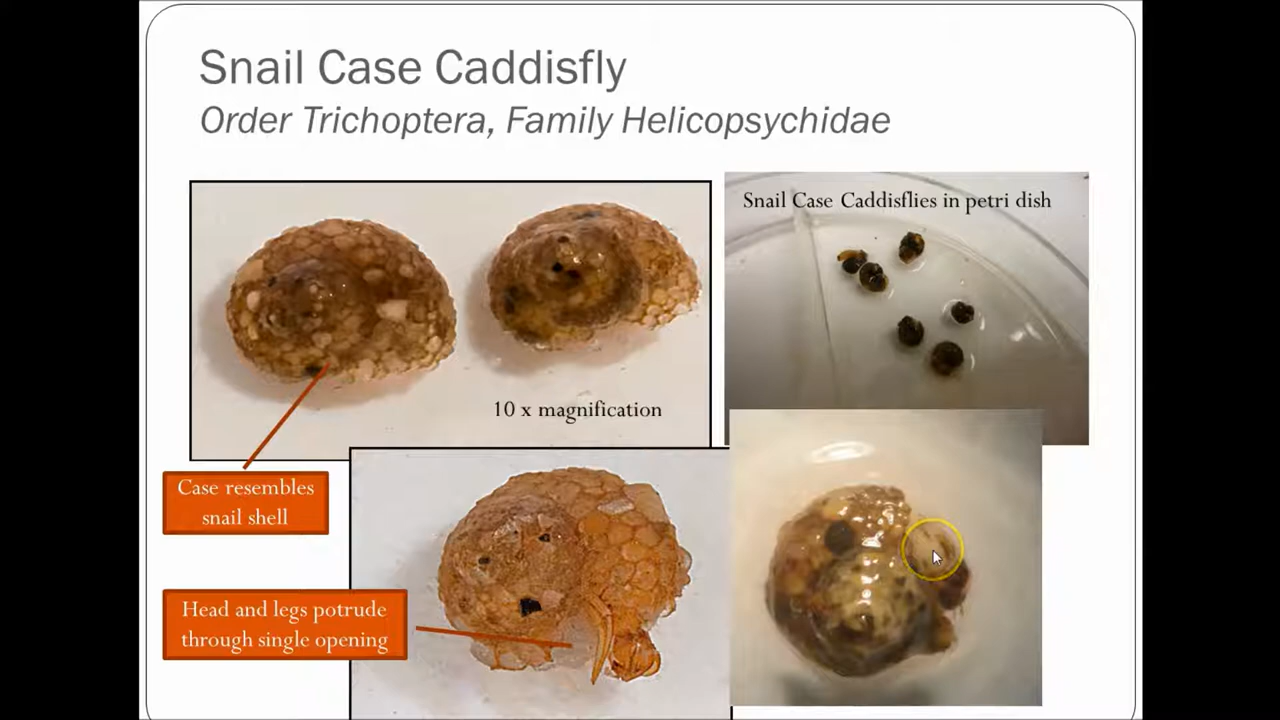 Snail Case Caddisfly
Order Trichoptera, Family Helicopsychidae
Snail Case Caddisflies in petri dish
10 x magnification
Case resembles
snail shell
Head and legs potrude
through single opening